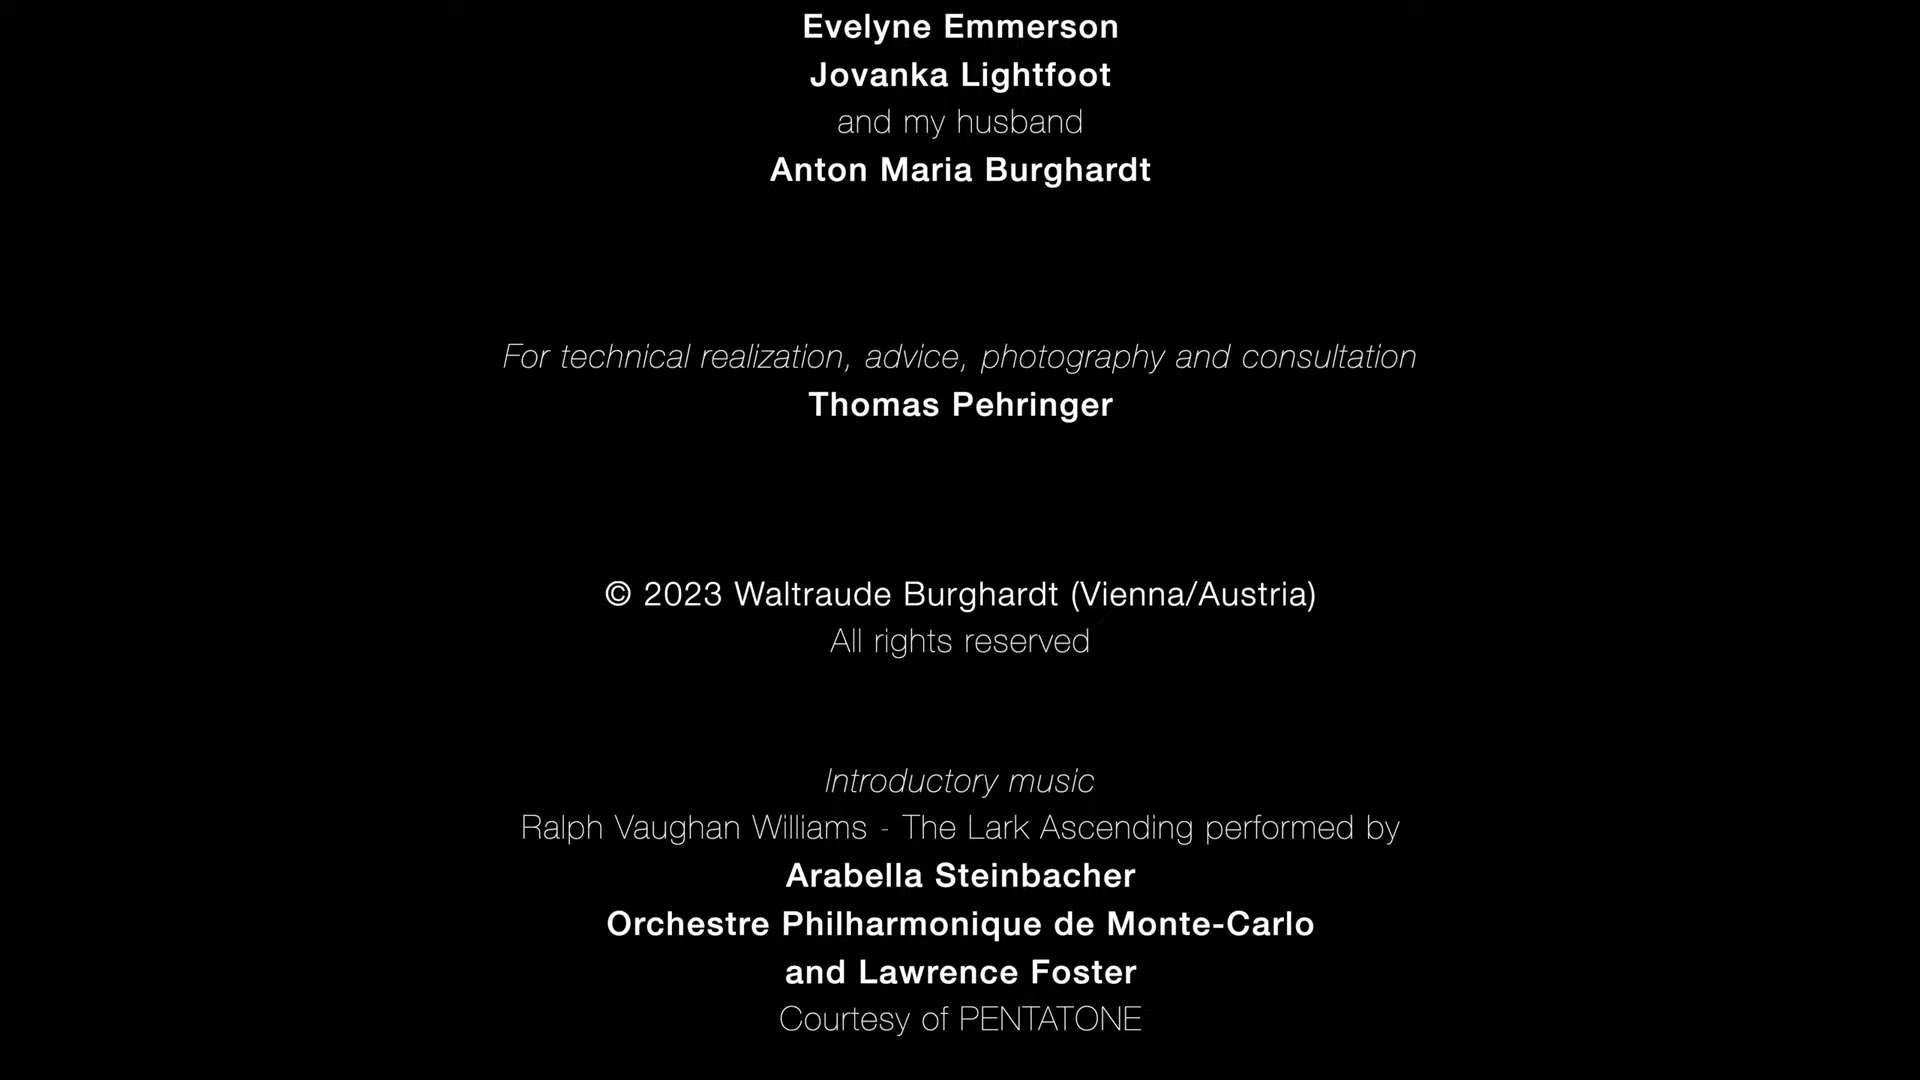 Evelyne Emmerson
Jovanka Lightfoot
and my husband
Anton Maria Burghardt
For technical realization, advice, photography and consultation
Thomas Pehringer
© 2023 Waltraude Burghardt (Vienna/Austria)
All rights reserved
Introductory music
Ralph Vaughan Williams - The Lark Ascending performed by
Arabella Steinbacher
Orchestre Philharmonique de Monte-Carlo
and Lawrence Foster
Courtesy of PENTATONE